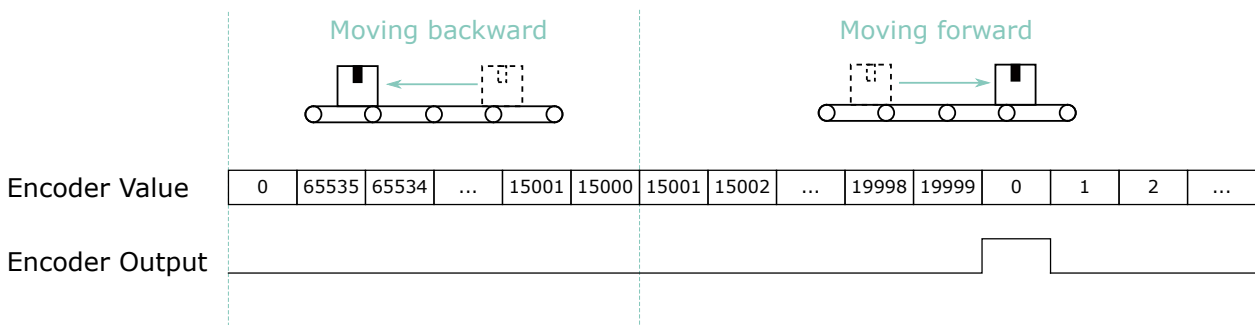 Moving backward
Moving forward
Encoder Value 0 65535 65534 ... 15001 15000 15001 15002 ... 19998 19999 0 1 2 ...
Encoder Output